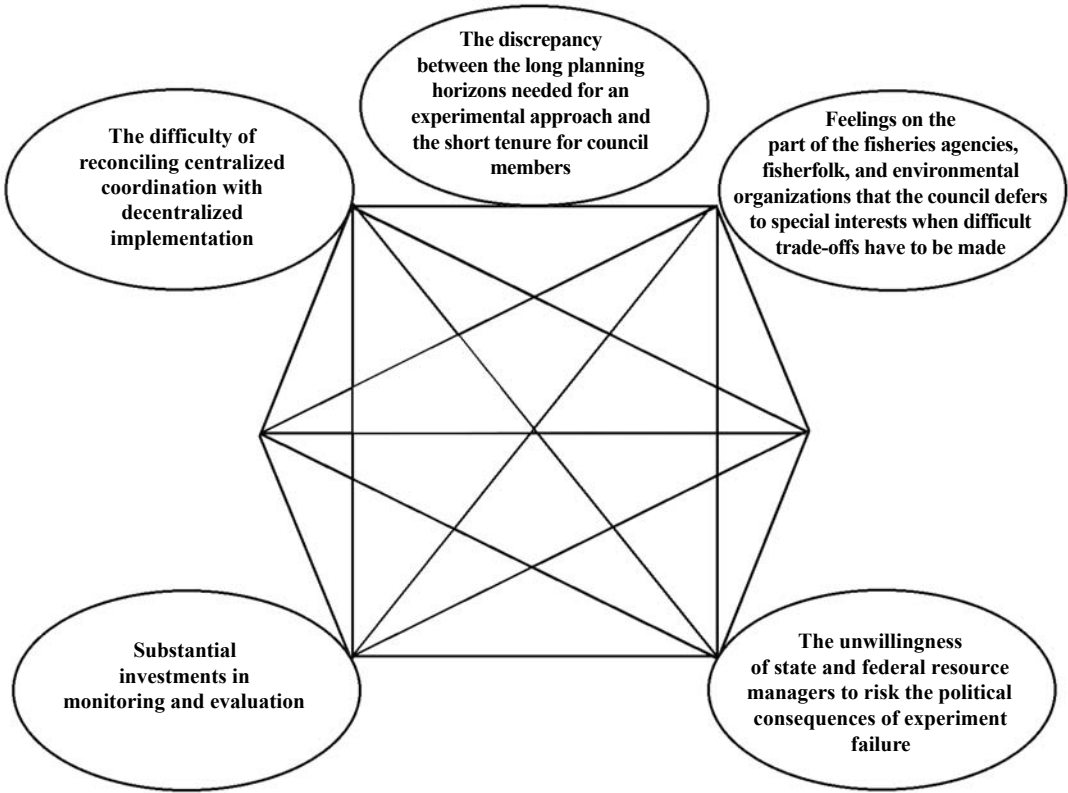 The discrepancy
between the long planning
horizons needed for an
experimental approach and
the short tenure for council
members
The difficulty of
reconciling centralized
coordination with
decentralized
implementation
Feelings on the
part of the fisheries agencies,
fisherfolk, and environmental
organizations that the council defers
to special interests when difficult
trade-offs have to be made
Substantial
investments in
monitoring and evaluation
The unwillingness
of state and federal resource
managers to risk the political
consequences of experiment
failure